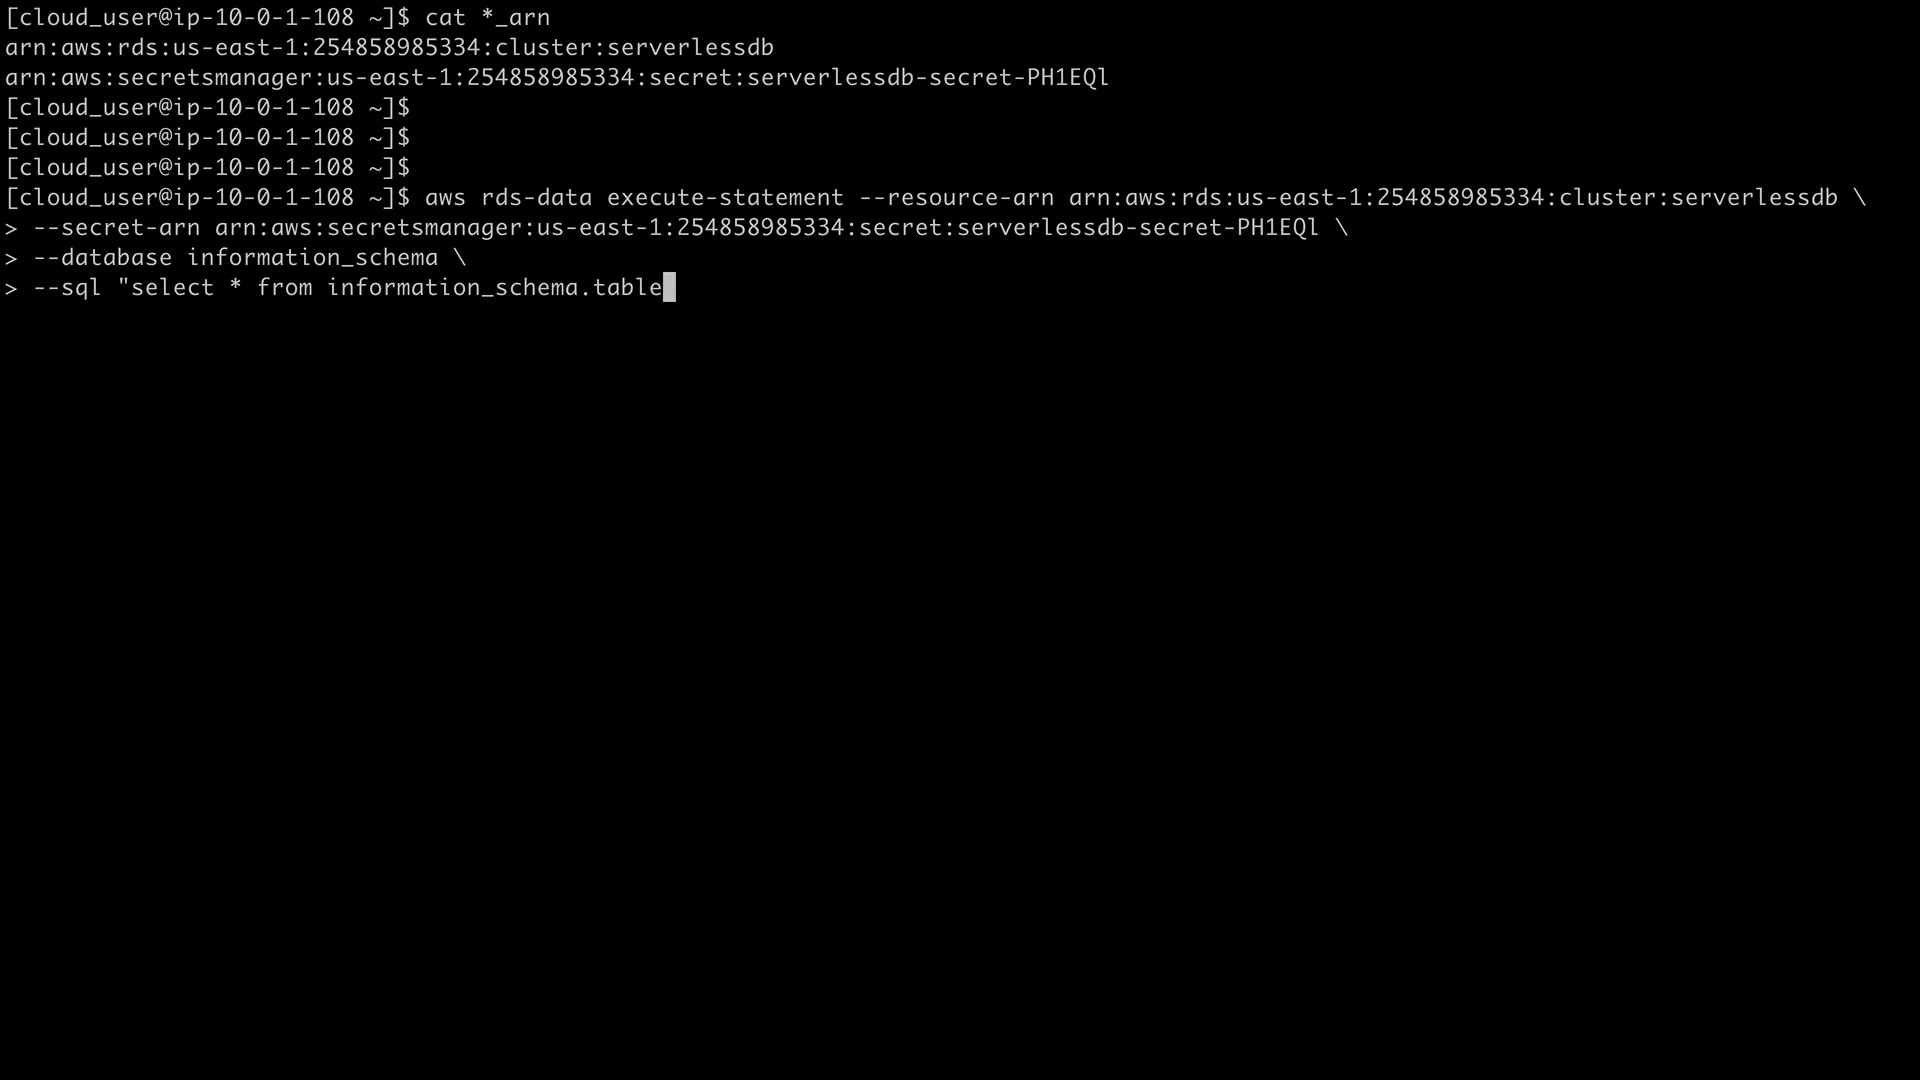 [cloud_user@ip-10-0-1-108 ~]$ cat *_arn
arn:aws:rds:us-east-1:254858985334:cluster:serverlessdb
arn:aws:secretsmanager:us-east-1:254858985334:secret:serverlessdb-secret-PH1EQl
[cloud_user@ip-10-0-1-108 ~]$
[cloud_user@ip-10-0-1-108 ~]$
[cloud_user@ip-10-0-1-108 ~]$
[cloud_user@ip-10-0-1-108 ~]$ aws rds-data execute-statement --resource-arn arn:aws:rds:us-east-1:254858985334:cluster:serverlessdb \
> --secret-arn arn:aws:secretsmanager:us-east-1:254858985334:secret:serverlessdb-secret-PH1EQl \
> --database information_schema \
> --sql "select * from information_schema.table